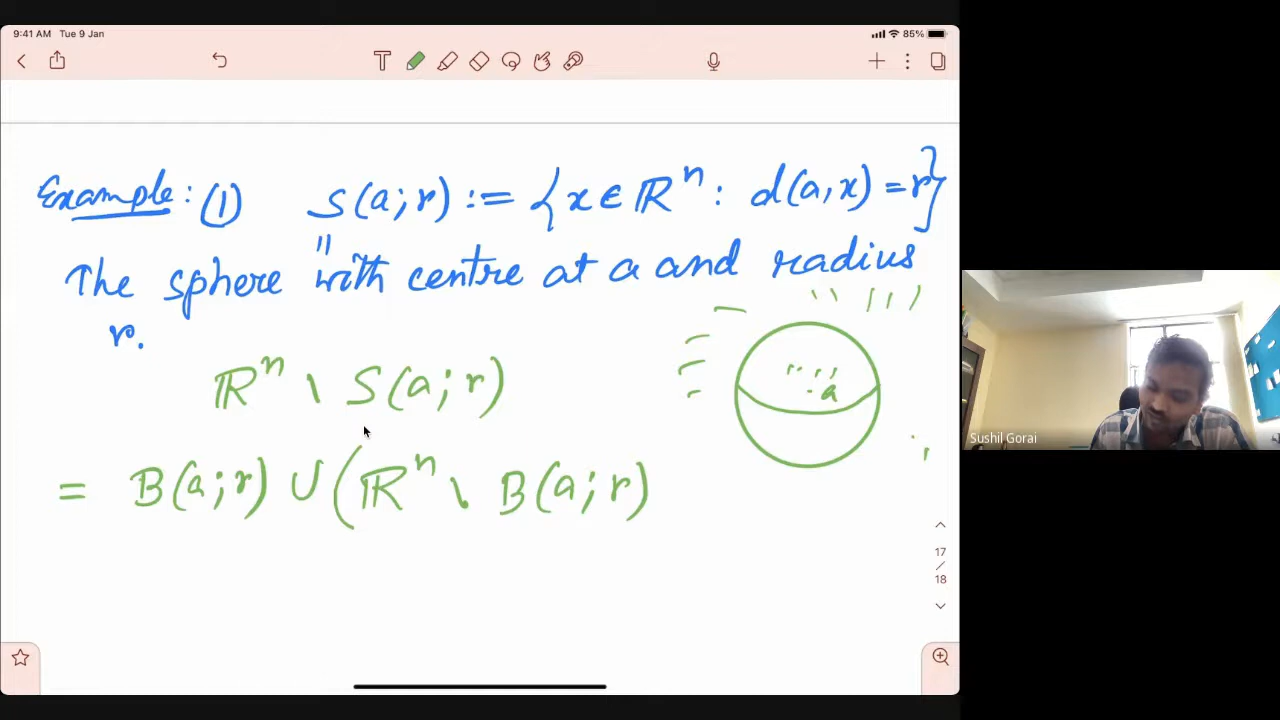 9:41 AM Tue 9 Jan
85%
Example: (1) S(a;r) := {x ∈ ℝⁿ : d(a,x) = r}
"
The sphere with centre at a and radius
r.
ℝⁿ \ S(a;r)
a
= B(a;r) ∪ (ℝⁿ \ B(a;r)
17
/
18
Sushil Gorai